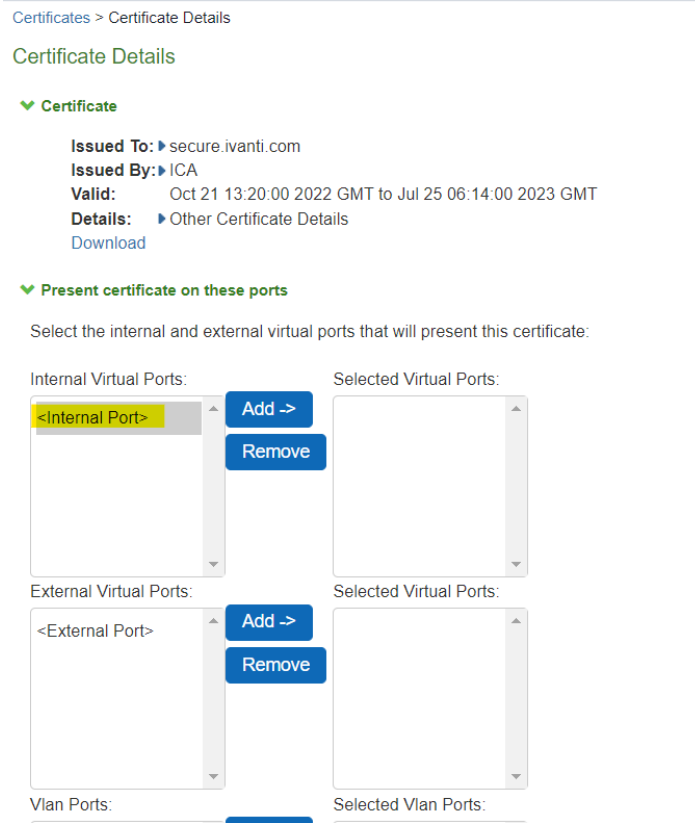 Certificates > Certificate Details
Certificate Details
Certificate
Issued To: secure.ivanti.com
Issued By: ICA
Valid: Oct 21 13:20:00 2022 GMT to Jul 25 06:14:00 2023 GMT
Details: Other Certificate Details
Download
Present certificate on these ports
Select the internal and external virtual ports that will present this certificate:
Internal Virtual Ports: Selected Virtual Ports:
<Internal Port> Add ->
Remove
External Virtual Ports: Selected Virtual Ports:
<External Port> Add ->
Remove
Vlan Ports: Selected Vlan Ports: